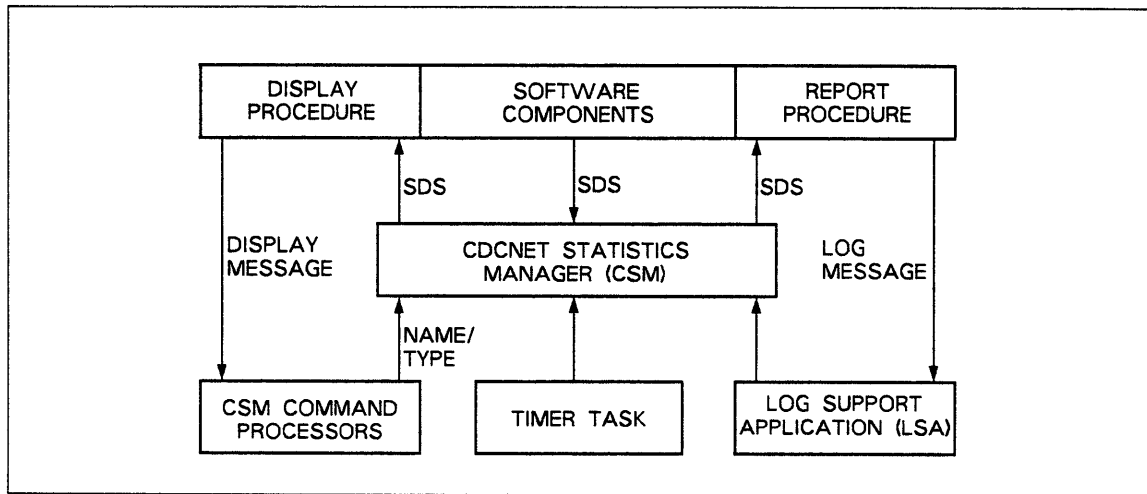 DISPLAY
PROCEDURE
SOFTWARE
COMPONENTS
REPORT
PROCEDURE
SDS
SDS
SDS
DISPLAY
MESSAGE
CDCNET STATISTICS
MANAGER (CSM)
LOG
MESSAGE
NAME/
TYPE
CSM COMMAND
PROCESSORS
TIMER TASK
LOG SUPPORT
APPLICATION (LSA)